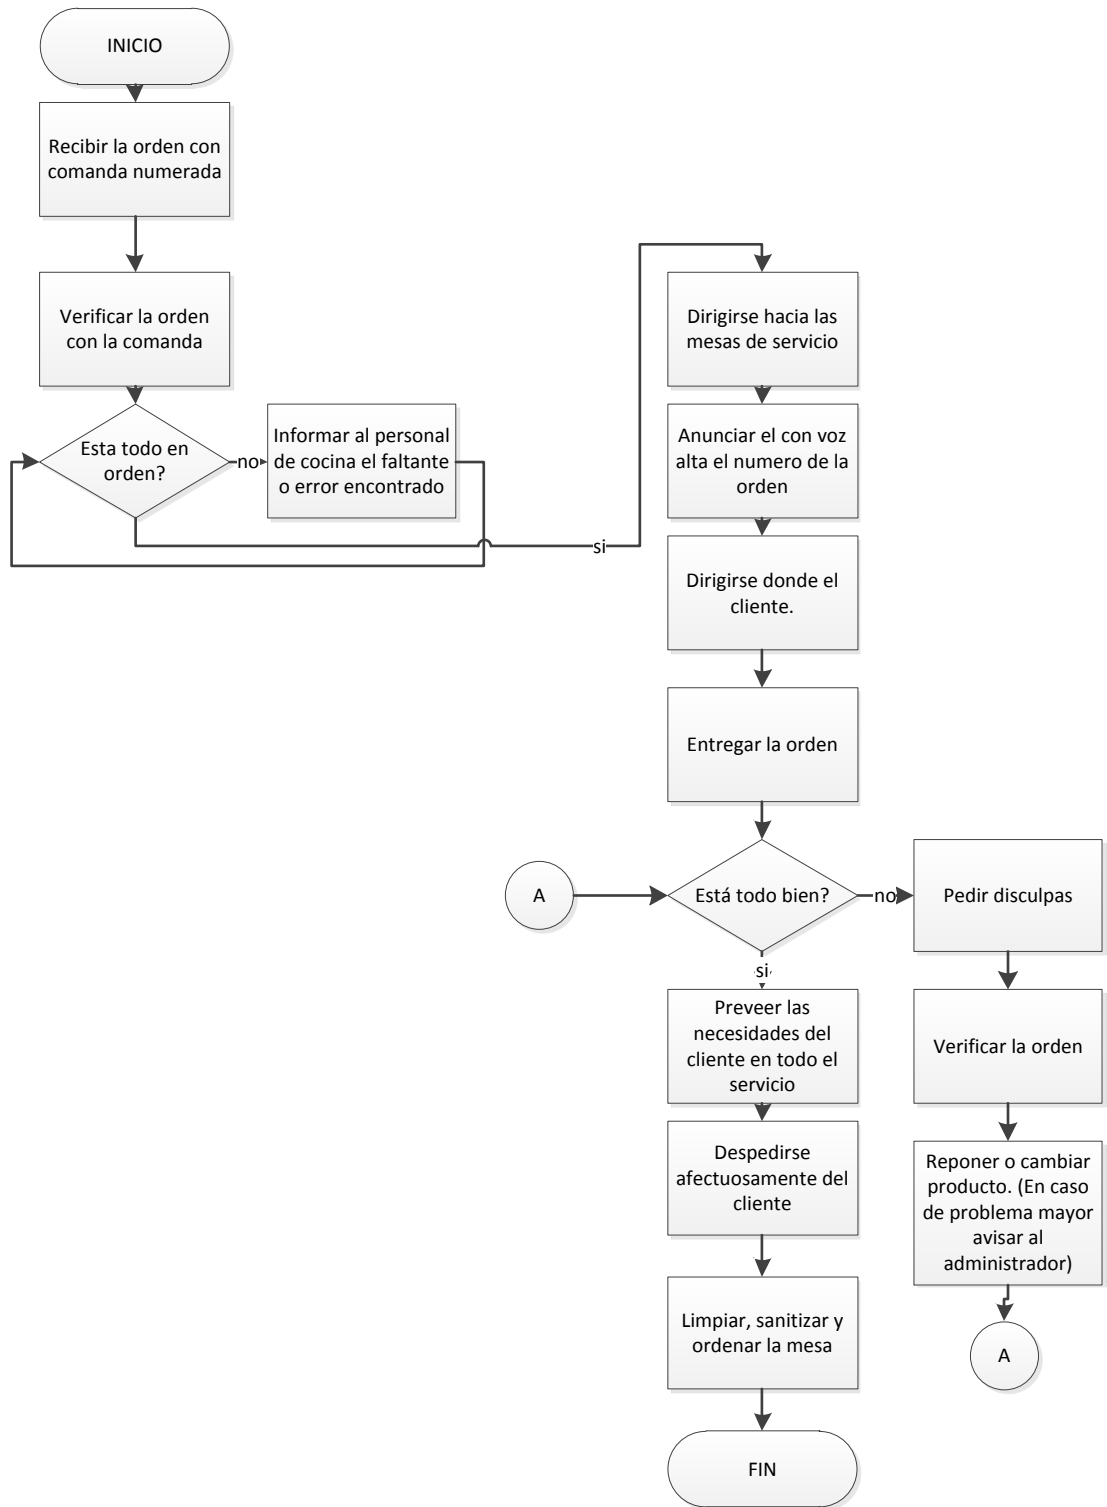 INICIO
Recibir la orden con
comanda numerada
Verificar la orden
con la comanda
Esta todo en
orden?
no
Informar al personal
de cocina el faltante
o error encontrado
si
Dirigirse hacia las
mesas de servicio
Anunciar el con voz
alta el numero de la
orden
Dirigirse donde el
cliente.
Entregar la orden
A
Está todo bien?
no
Pedir disculpas
si
Preveer las
necesidades del
cliente en todo el
servicio
Verificar la orden
Despedirse
afectuosamente del
cliente
Reponer o cambiar
producto. (En caso
de problema mayor
avisar al
administrador)
Limpiar, sanitizar y
ordenar la mesa
A
FIN